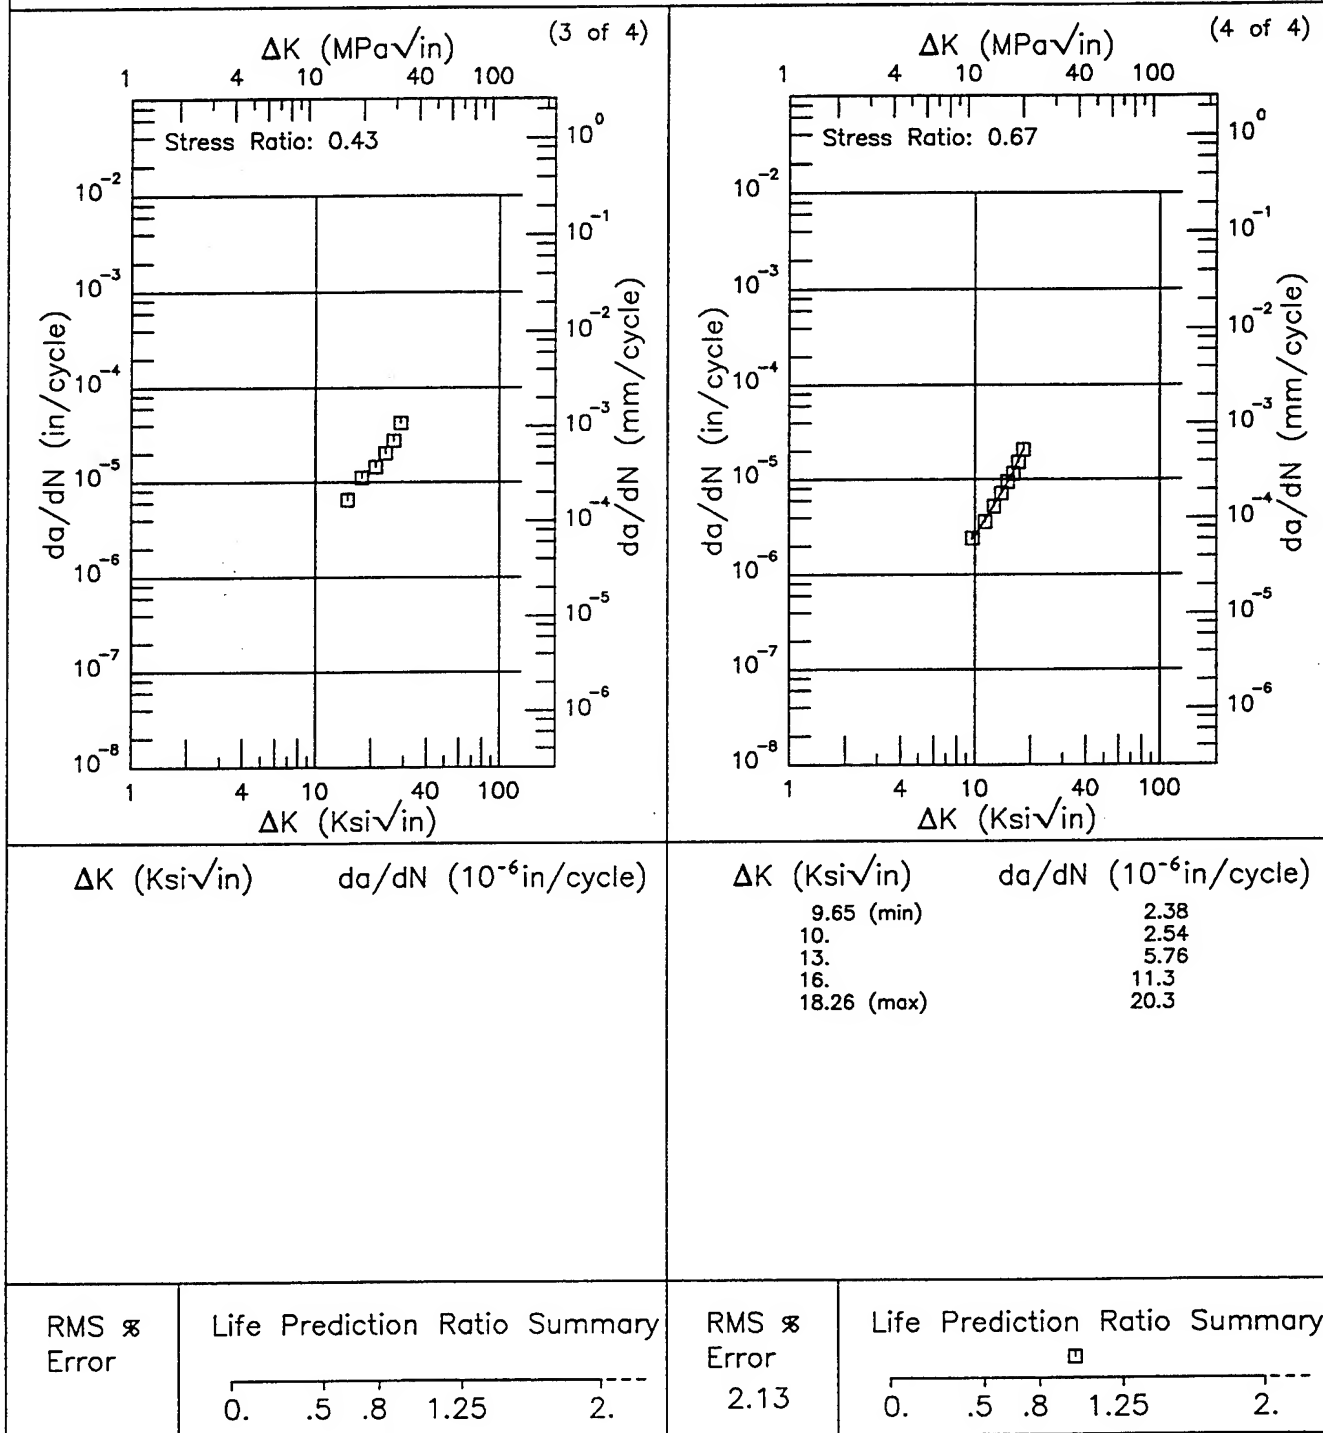 (3 of 4)
ΔK (MPa√in)
1 4 10 40 100
Stress Ratio: 0.43
da/dN (in/cycle)
10⁻²
10⁻³
10⁻⁴
10⁻⁵
10⁻⁶
10⁻⁷
10⁻⁸
10⁰
10⁻¹
10⁻²
10⁻³
10⁻⁴
10⁻⁵
10⁻⁶
da/dN (mm/cycle)
1 4 10 40 100
ΔK (Ksi√in)
ΔK (Ksi√in) da/dN (10⁻⁶in/cycle)
RMS % Life Prediction Ratio Summary
Error
0. .5 .8 1.25 2.
(4 of 4)
ΔK (MPa√in)
1 4 10 40 100
Stress Ratio: 0.67
da/dN (in/cycle)
10⁻²
10⁻³
10⁻⁴
10⁻⁵
10⁻⁶
10⁻⁷
10⁻⁸
10⁰
10⁻¹
10⁻²
10⁻³
10⁻⁴
10⁻⁵
10⁻⁶
da/dN (mm/cycle)
1 4 10 40 100
ΔK (Ksi√in)
ΔK (Ksi√in) da/dN (10⁻⁶in/cycle)
9.65 (min) 2.38
10. 2.54
13. 5.76
16. 11.3
18.26 (max) 20.3
RMS % Life Prediction Ratio Summary
Error
2.13
0. .5 .8 1.25 2.